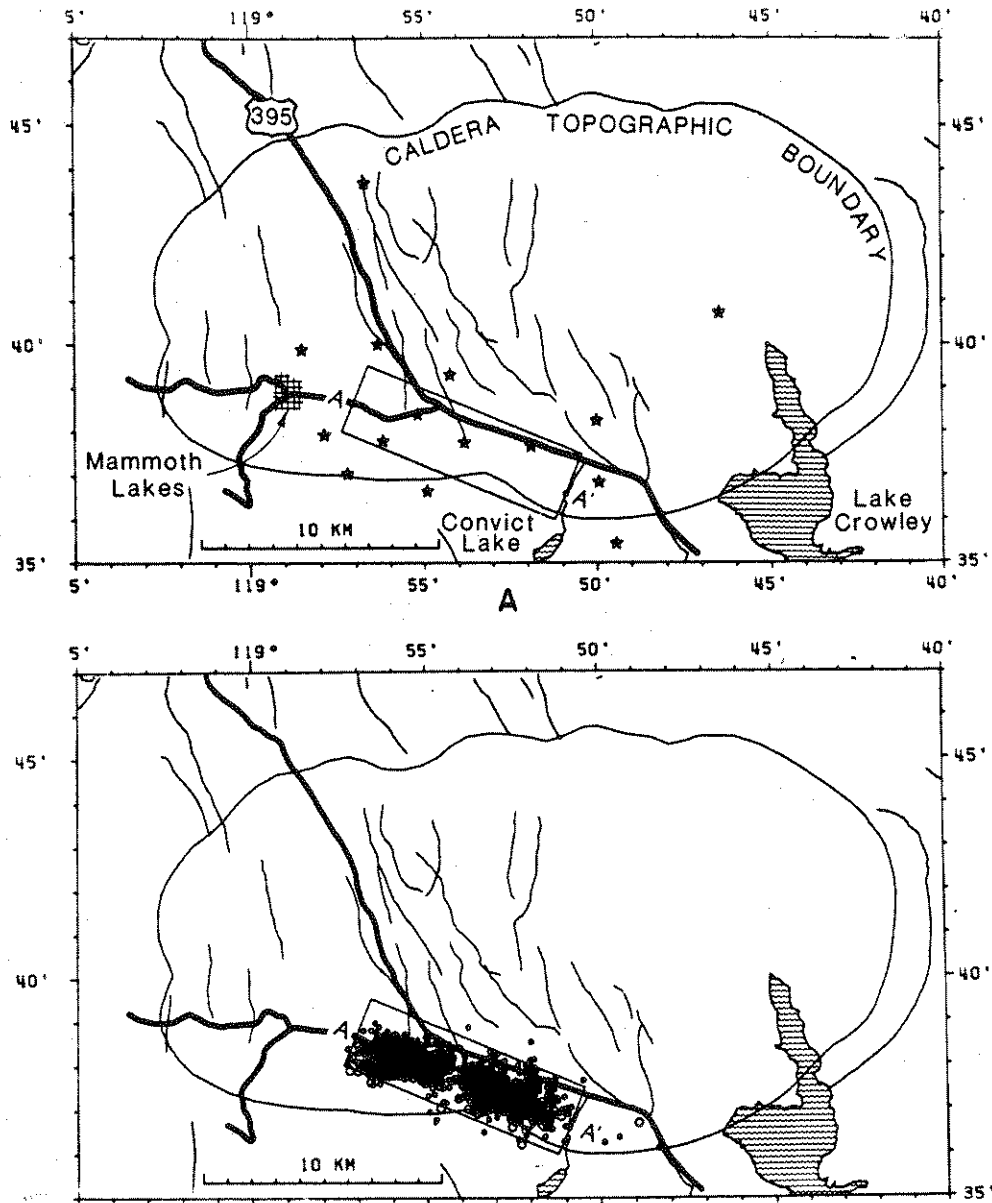 5' 119° 55' 50' 45' 40'
395
45' 45'
CALDERA TOPOGRAPHIC BOUNDARY
40' 40'
A
Mammoth
Lakes
A'
Convict
Lake
Lake
Crowley
10 KM
35' 35'
5' 119° 55' 50' 45' 40'
A
5' 119° 55' 50' 45' 40'
45' 45'
40' 40'
A
A'
10 KM
35'